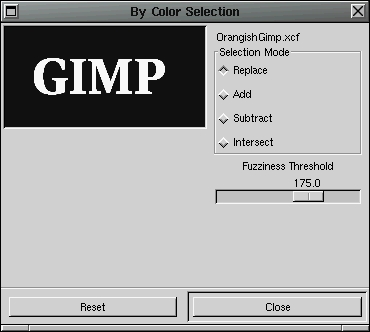 By Color Selection
GIMP
OrangishGimp.xcf
Selection Mode
Replace
Add
Subtract
Intersect
Fuzziness Threshold
175.0
Reset
Close